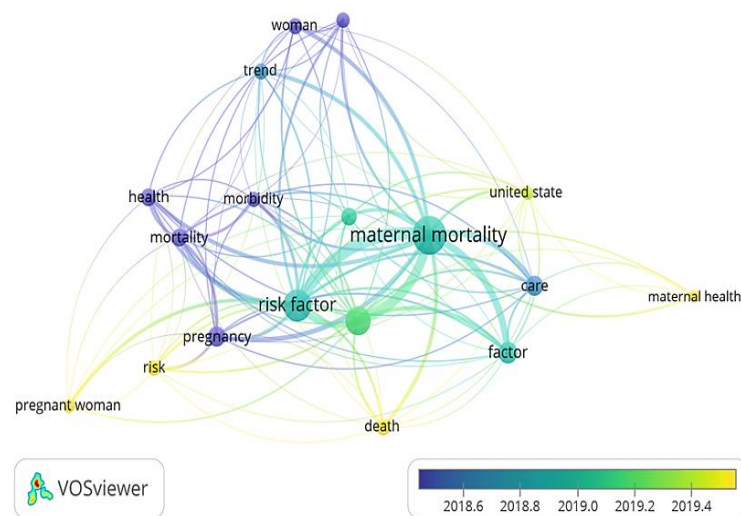 woman
trend
health
morbidity
united state
mortality
maternal mortality
care
maternal health
risk factor
pregnancy
factor
risk
pregnant woman
death
VOSviewer
2018.6 2018.8 2019.0 2019.2 2019.4